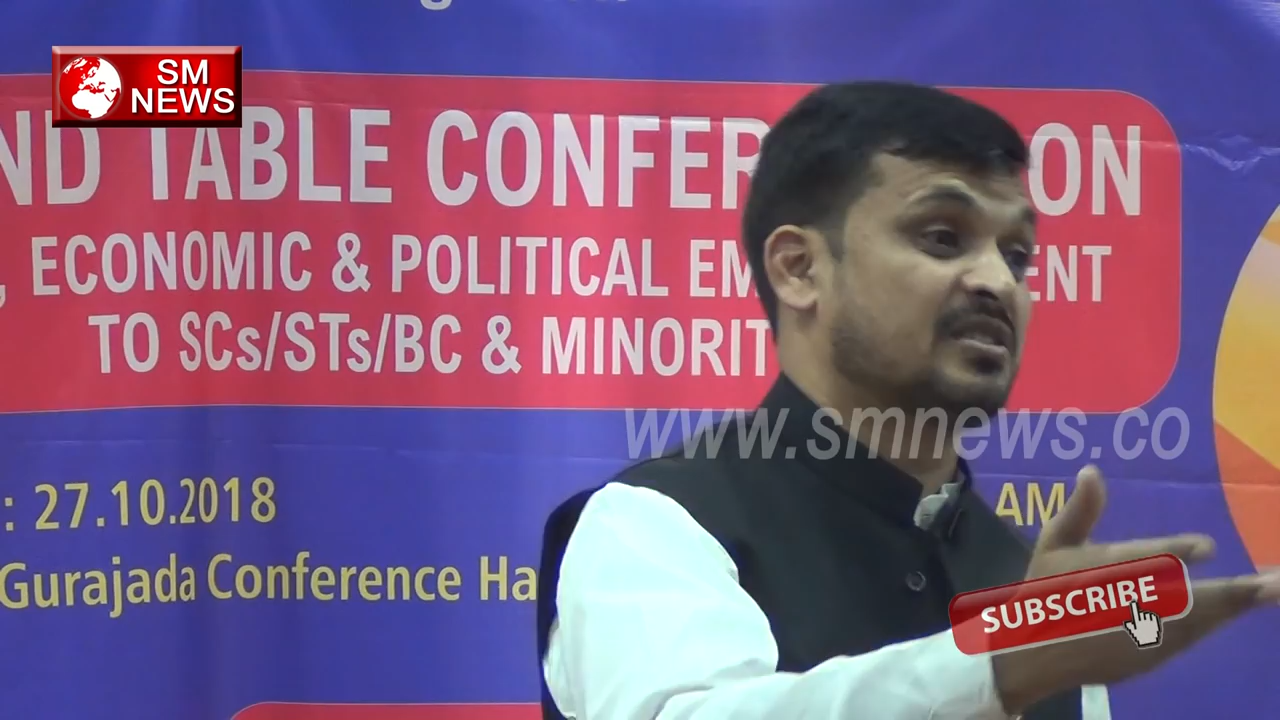 SM
NEWS
ND TABLE CONFER ON
, ECONOMIC & POLITICAL EM ENT
TO SCs/STs/BC & MINORIT
www.smnews.co
: 27.10.2018 AM
Gurajada Conference Ha
SUBSCRIBE